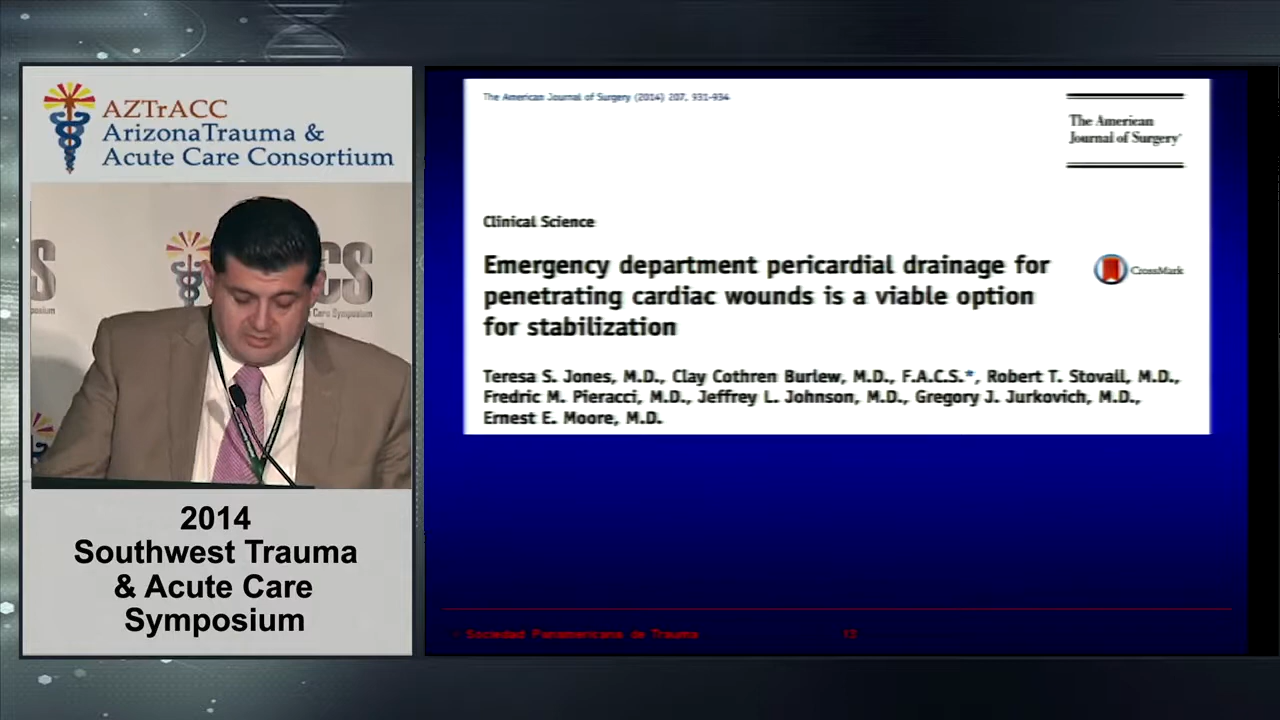 AZTrACC
ArizonaTrauma &
Acute Care Consortium
S
CS
Care Symposium
2014
Southwest Trauma
& Acute Care
Symposium
The American Journal of Surgery (2014) 207, 931-934
The American
Journal of Surgery
Clinical Science
Emergency department pericardial drainage for
penetrating cardiac wounds is a viable option
for stabilization
CrossMark
Teresa S. Jones, M.D., Clay Cothren Burlew, M.D., F.A.C.S.*, Robert T. Stovall, M.D.,
Fredric M. Pieracci, M.D., Jeffrey L. Johnson, M.D., Gregory J. Jurkovich, M.D.,
Ernest E. Moore, M.D.
Sociedad Panamericana de Trauma